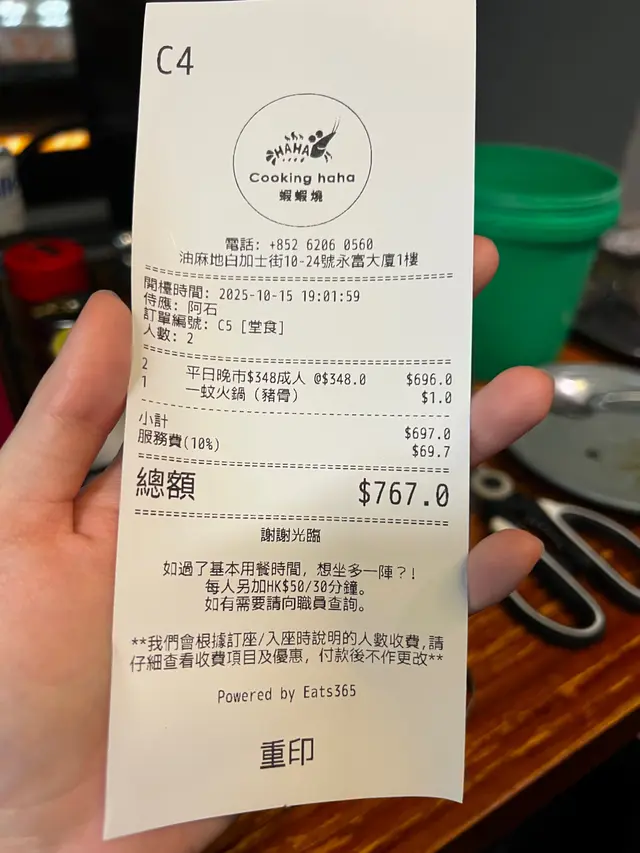 C4
HAHA
Cooking haha
蝦蝦燒
電話: +852 6206 0560
油麻地白加士街10-24號永富大廈1樓
開檯時間: 2025-10-15 19:01:59
侍應: 阿石
訂單編號: C5 [堂食]
人數: 2
2 平日晚市$348成人 @$348.0 $696.0
1 一蚊火鍋 (豬骨) $1.0
小計 $697.0
服務費(10%) $69.7
總額 $767.0
謝謝光臨
如過了基本用餐時間, 想坐多一陣?!
每人另加HK$50/30分鐘。
如有需要請向職員查詢。
**我們會根據訂座/入座時說明的人數收費,請
仔細查看收費項目及優惠, 付款後不作更改**
Powered by Eats365
重印